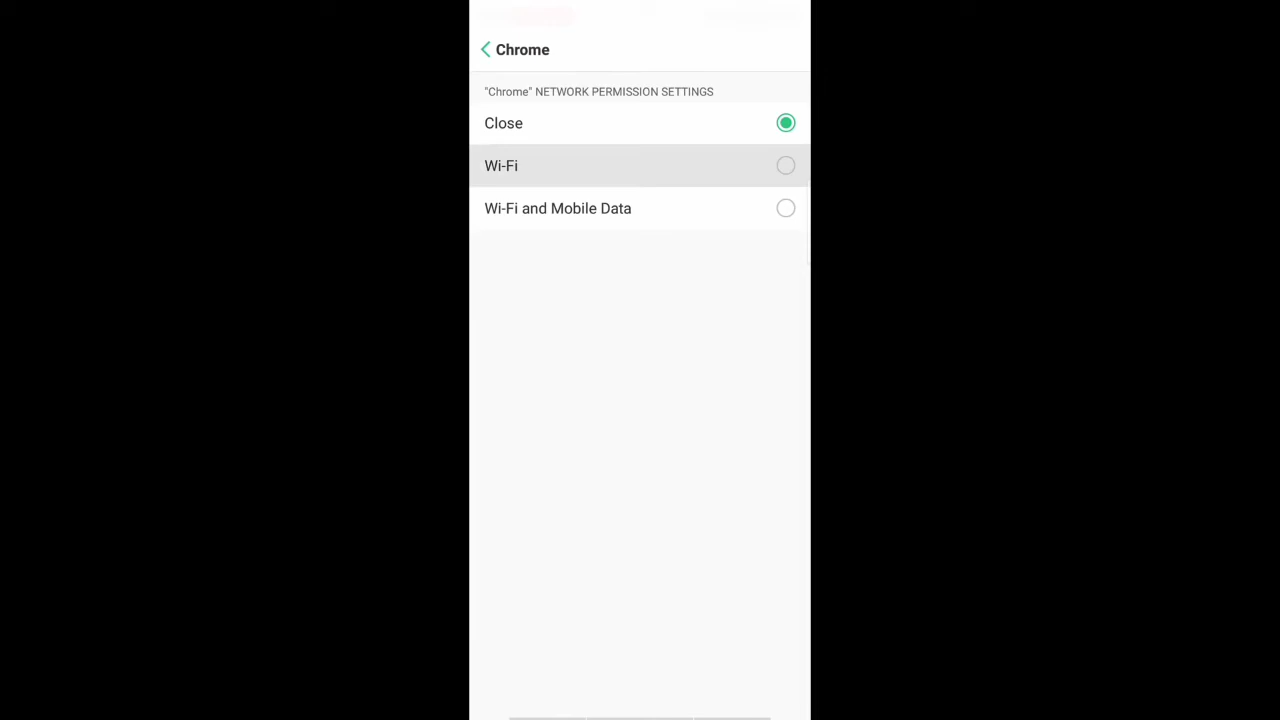 Chrome
"Chrome" NETWORK PERMISSION SETTINGS
Close
Wi-Fi
Wi-Fi and Mobile Data